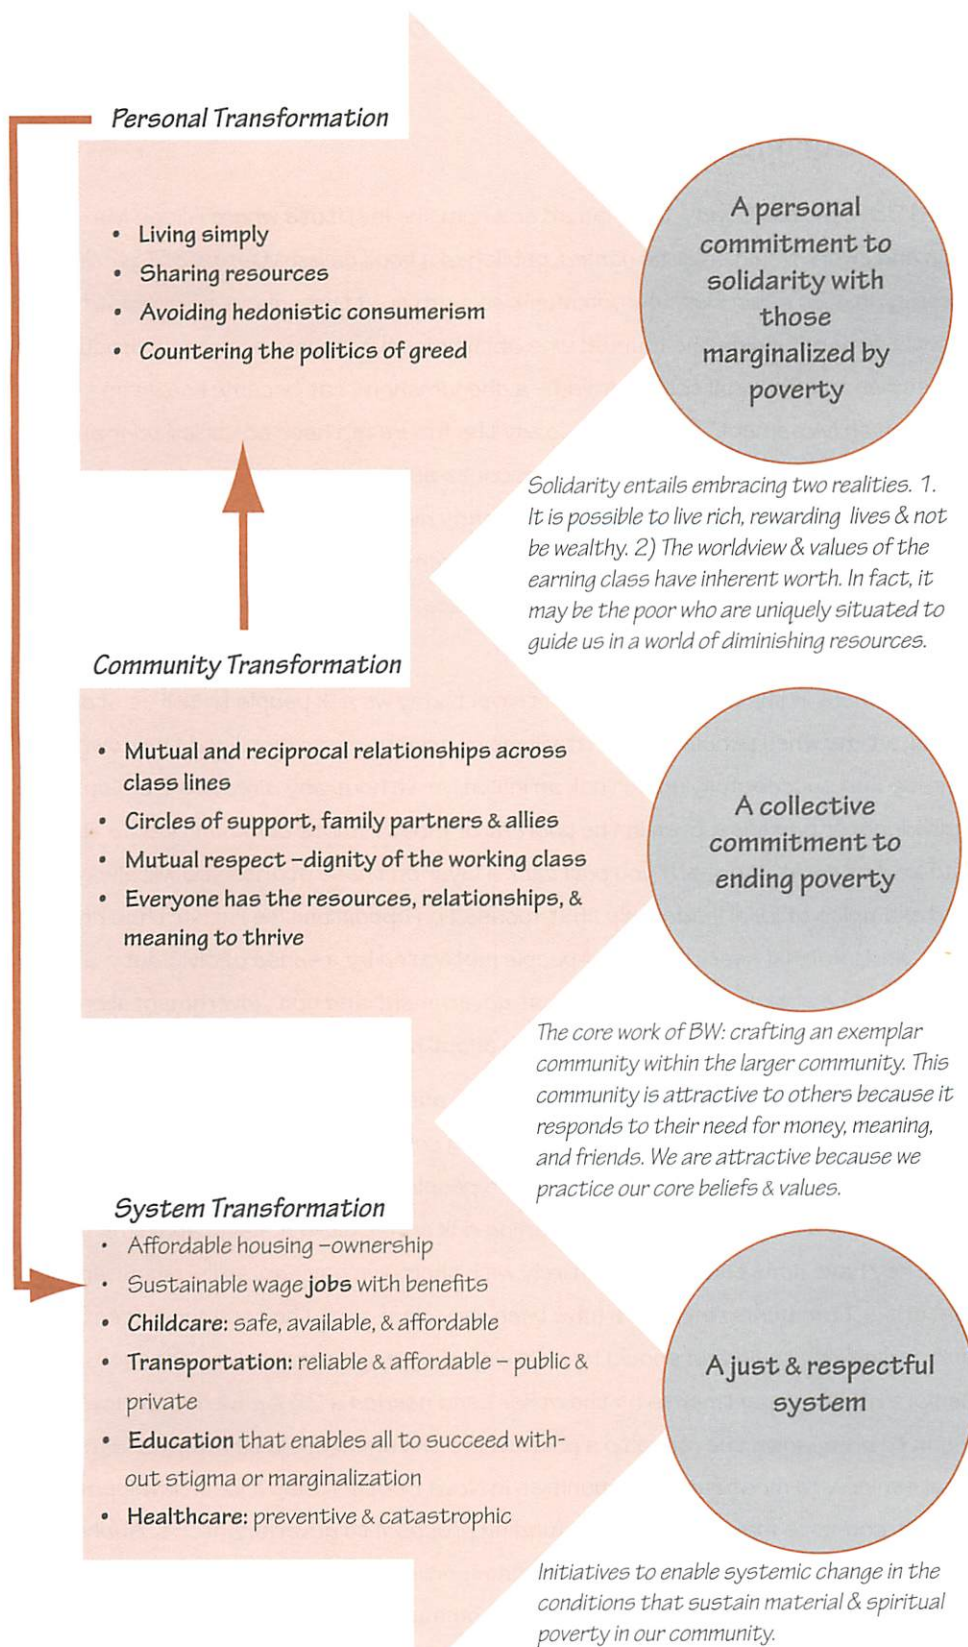 Personal Transformation
• Living simply
• Sharing resources
• Avoiding hedonistic consumerism
• Countering the politics of greed
A personal
commitment to
solidarity with
those
marginalized by
poverty
Solidarity entails embracing two realities. 1.
It is possible to live rich, rewarding lives & not
be wealthy. 2) The worldview & values of the
earning class have inherent worth. In fact, it
may be the poor who are uniquely situated to
guide us in a world of diminishing resources.
Community Transformation
• Mutual and reciprocal relationships across
class lines
• Circles of support, family partners & allies
• Mutual respect –dignity of the working class
• Everyone has the resources, relationships, &
meaning to thrive
A collective
commitment to
ending poverty
The core work of BW: crafting an exemplar
community within the larger community. This
community is attractive to others because it
responds to their need for money, meaning,
and friends. We are attractive because we
practice our core beliefs & values.
System Transformation
• Affordable housing –ownership
• Sustainable wage jobs with benefits
• Childcare: safe, available, & affordable
• Transportation: reliable & affordable – public &
private
• Education that enables all to succeed with-
out stigma or marginalization
• Healthcare: preventive & catastrophic
A just & respectful
system
Initiatives to enable systemic change in the
conditions that sustain material & spiritual
poverty in our community.